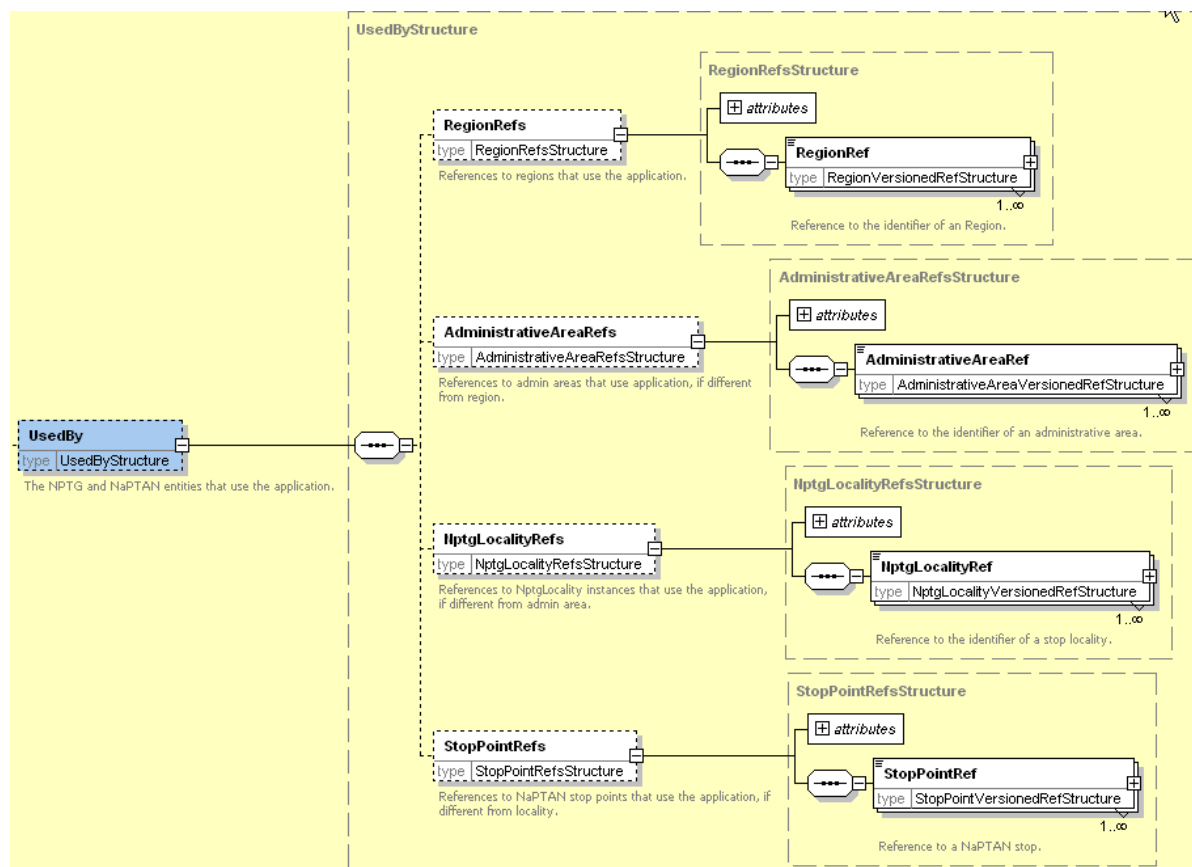 UsedByStructure
RegionRefsStructure
attributes
RegionRefs
type RegionRefsStructure
References to regions that use the application.
RegionRef
type RegionVersionedRefStructure
1..∞
Reference to the identifier of an Region.
AdministrativeAreaRefsStructure
attributes
AdministrativeAreaRefs
type AdministrativeAreaRefsStructure
References to admin areas that use application, if different
from region.
AdministrativeAreaRef
type AdministrativeAreaVersionedRefStructure
1..∞
Reference to the identifier of an administrative area.
UsedBy
type UsedByStructure
The NPTG and NaPTAN entities that use the application.
NptgLocalityRefsStructure
attributes
NptgLocalityRefs
type NptgLocalityRefsStructure
References to NptgLocality instances that use the application,
if different from admin area.
NptgLocalityRef
type NptgLocalityVersionedRefStructure
1..∞
Reference to the identifier of a stop locality.
StopPointRefsStructure
attributes
StopPointRefs
type StopPointRefsStructure
References to NaPTAN stop points that use the application, if
different from locality.
StopPointRef
type StopPointVersionedRefStructure
1..∞
Reference to a NaPTAN stop.